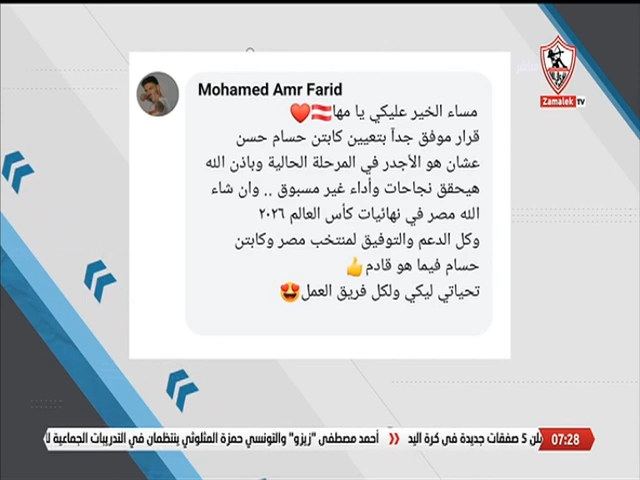 Zamalek TV
Mohamed Amr Farid
مساء الخير عليكي يا مها
قرار موفق جداً بتعيين كابتن حسام حسن
عشان هو الأجدر في المرحلة الحالية وباذن الله
هيحقق نجاحات وأداء غير مسبوق .. وان شاء
الله مصر في نهائيات كأس العالم ٢٠٢٦
وكل الدعم والتوفيق لمنتخب مصر وكابتن
حسام فيما هو قادم
تحياتي ليكي ولكل فريق العمل
07:28
لن 5 صفقات جديدة فى كرة اليد » أحمد مصطفى "زيزو" والتونسي حمزة المثلوثي ينتظمان في التدريبات الجماعية